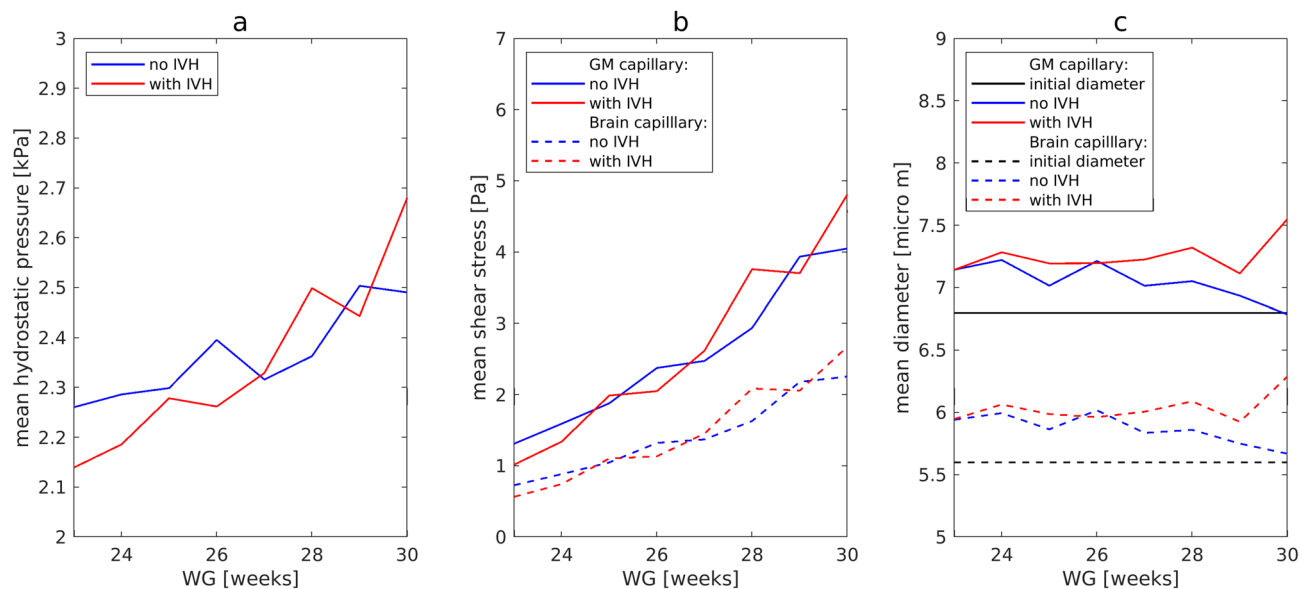 a
3
2.9
2.8
2.7
2.6
2.5
2.4
2.3
2.2
2.1
2
mean hydrostatic pressure [kPa]
no IVH
with IVH
24
26
28
30
WG [weeks]
b
7
6
5
4
3
2
1
0
mean shear stress [Pa]
GM capillary:
no IVH
with IVH
Brain capilllary:
no IVH
with IVH
24
26
28
30
WG [weeks]
c
9
8.5
8
7.5
7
6.5
6
5.5
5
mean diameter [micro m]
GM capillary:
initial diameter
no IVH
with IVH
Brain capilllary:
initial diameter
no IVH
with IVH
24
26
28
30
WG [weeks]